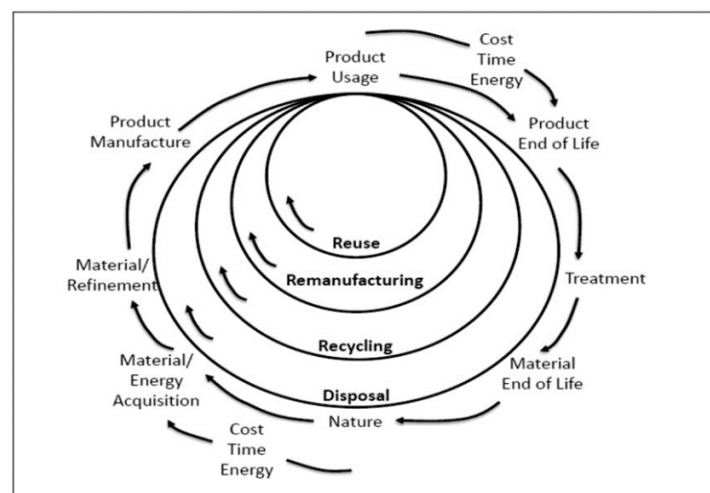 Product
Usage
Cost
Time
Energy
Product
End of Life
Treatment
Material
End of Life
Nature
Cost
Time
Energy
Material/
Energy
Acquisition
Material/
Refinement
Product
Manufacture
Reuse
Remanufacturing
Recycling
Disposal